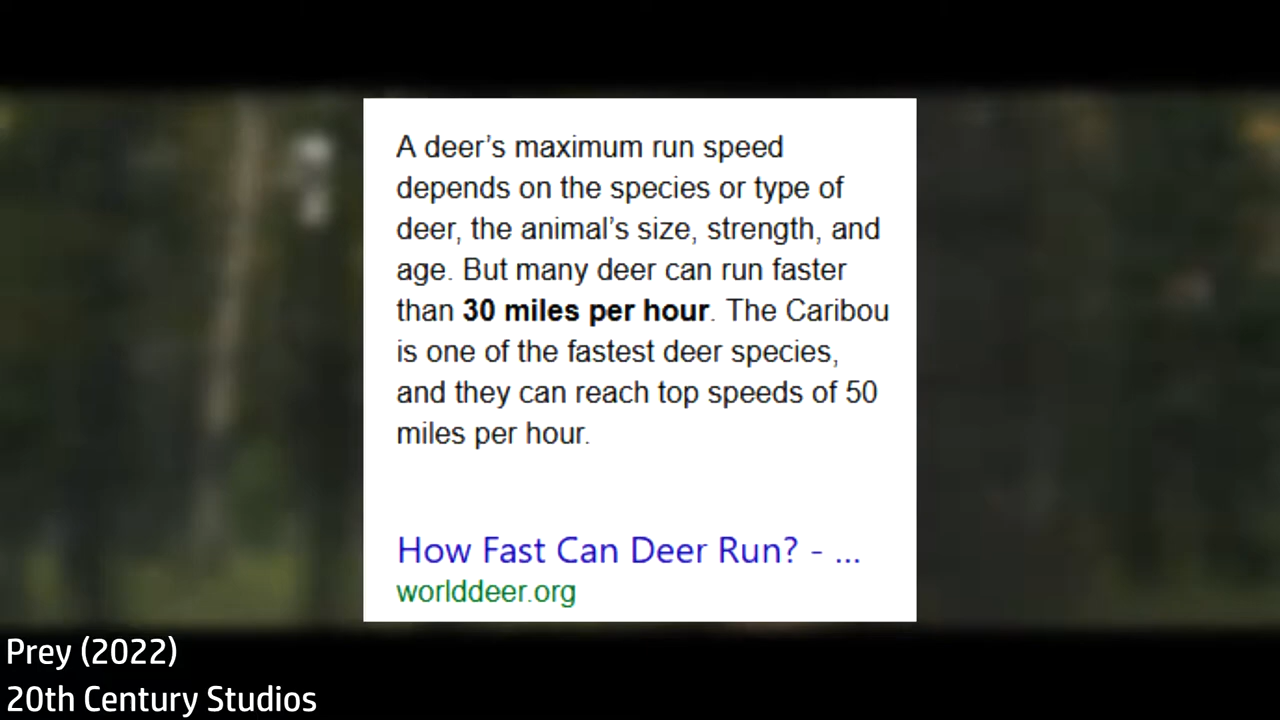 A deer’s maximum run speed
depends on the species or type of
deer, the animal’s size, strength, and
age. But many deer can run faster
than 30 miles per hour. The Caribou
is one of the fastest deer species,
and they can reach top speeds of 50
miles per hour.
How Fast Can Deer Run? - ...
worlddeer.org
Prey (2022)
20th Century Studios